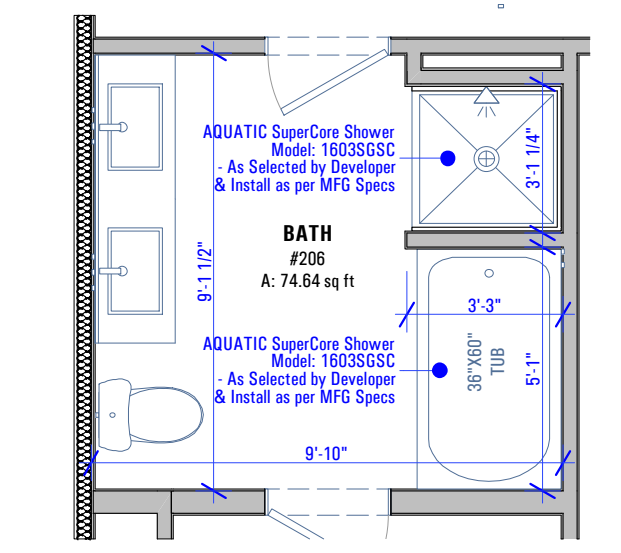 AQUATIC SuperCore Shower
Model: 1603SGSC
- As Selected by Developer
& Install as per MFG Specs
3'-1 1/4"
BATH
#206
A: 74.64 sq ft
9'-1 1/2"
3'-3"
AQUATIC SuperCore Shower
Model: 1603SGSC
- As Selected by Developer
& Install as per MFG Specs
36"X60"
TUB
5'-1"
9'-10"